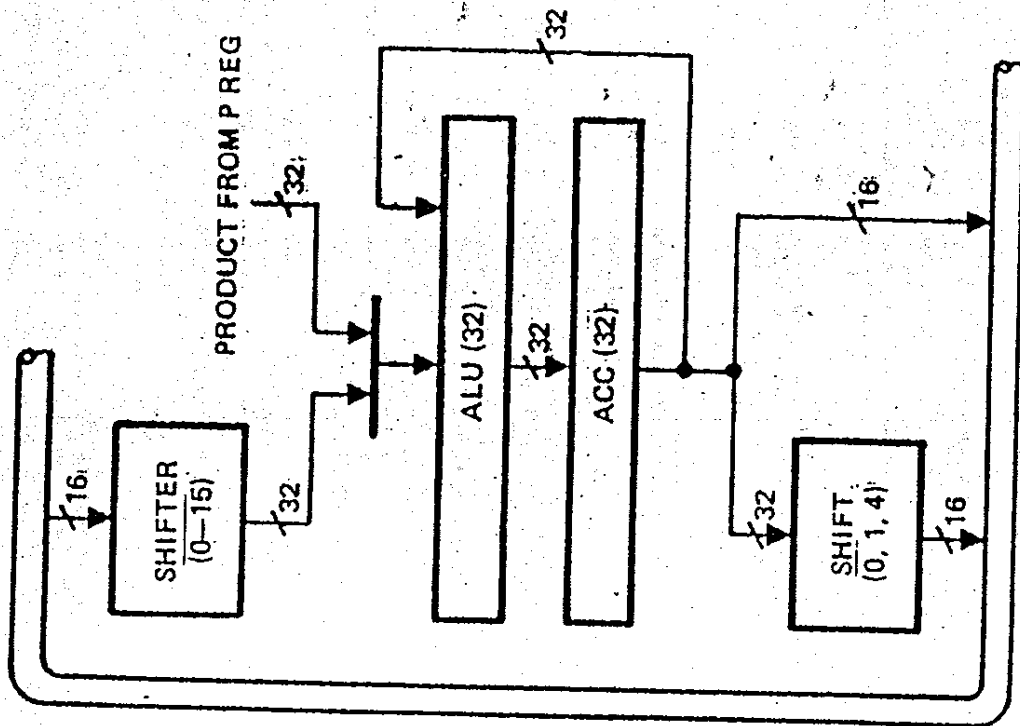 PRODUCT FROM P REG
32
32
16
SHIFTER
(0—15)
32
ALU (32)
32
ACC (32)
32
SHIFT
(0, 1, 4)
16
16